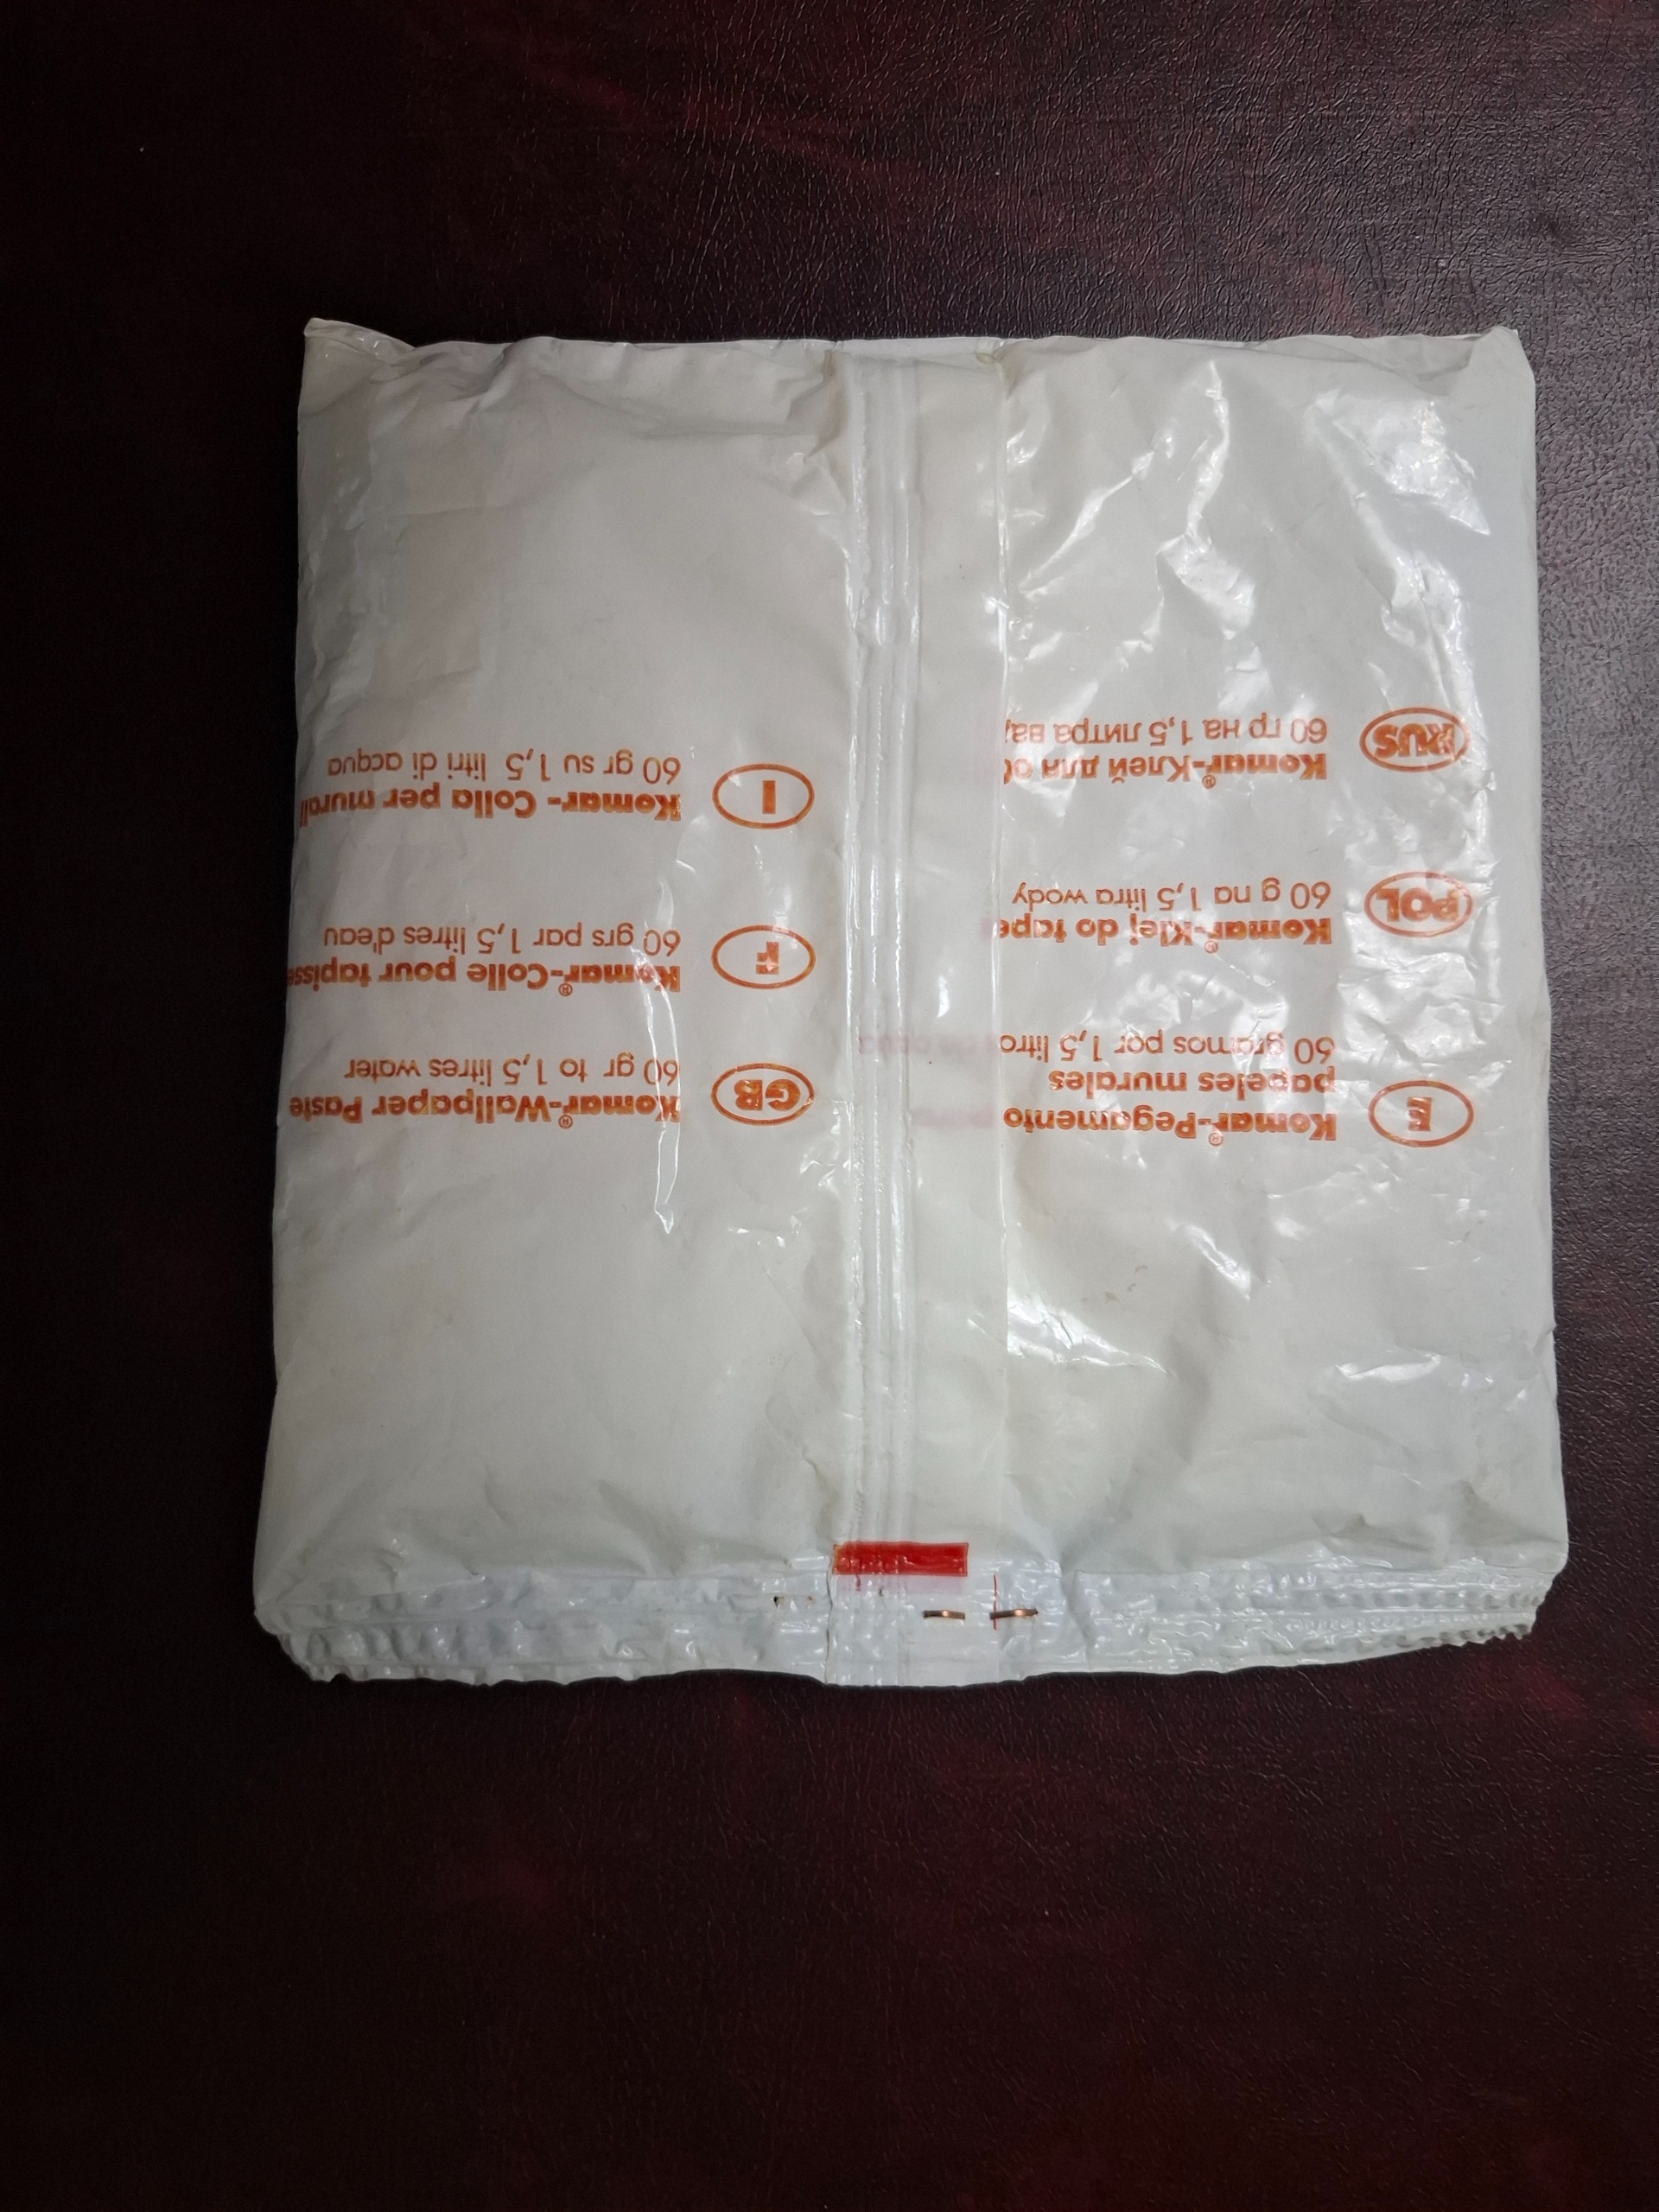 E
Komar®-Pegamento
papeles murales
60 gramos por 1,5 litro
POL
Komar®-Klej do tape
60 g na 1,5 litra wody
RUS
Komar®-Клей для об
60 гр на 1,5 литра ва
GB
Komar®-Wallpaper Paste
60 gr to 1,5 litres water
F
Komar®-Colle pour tapisse
60 grs par 1,5 litres d'eau
I
Komar- Colla per murali
60 gr su 1,5 litri di acqua